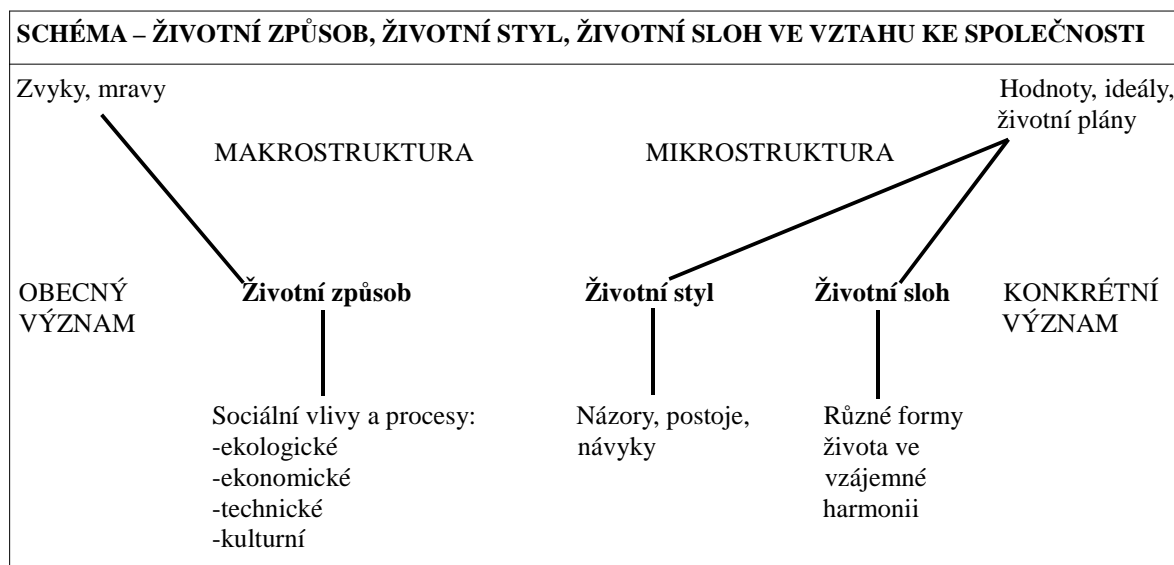 SCHÉMA – ŽIVOTNÍ ZPŮSOB, ŽIVOTNÍ STYL, ŽIVOTNÍ SLOH VE VZTAHU KE SPOLEČNOSTI
Zvyky, mravy
Hodnoty, ideály,
životní plány
MAKROSTRUKTURA
MIKROSTRUKTURA
OBECNÝ
VÝZNAM
Životní způsob
Životní styl
Životní sloh
KONKRÉTNÍ
VÝZNAM
Sociální vlivy a procesy:
-ekologické
-ekonomické
-technické
-kulturní
Názory, postoje,
návyky
Různé formy
života ve
vzájemné
harmonii